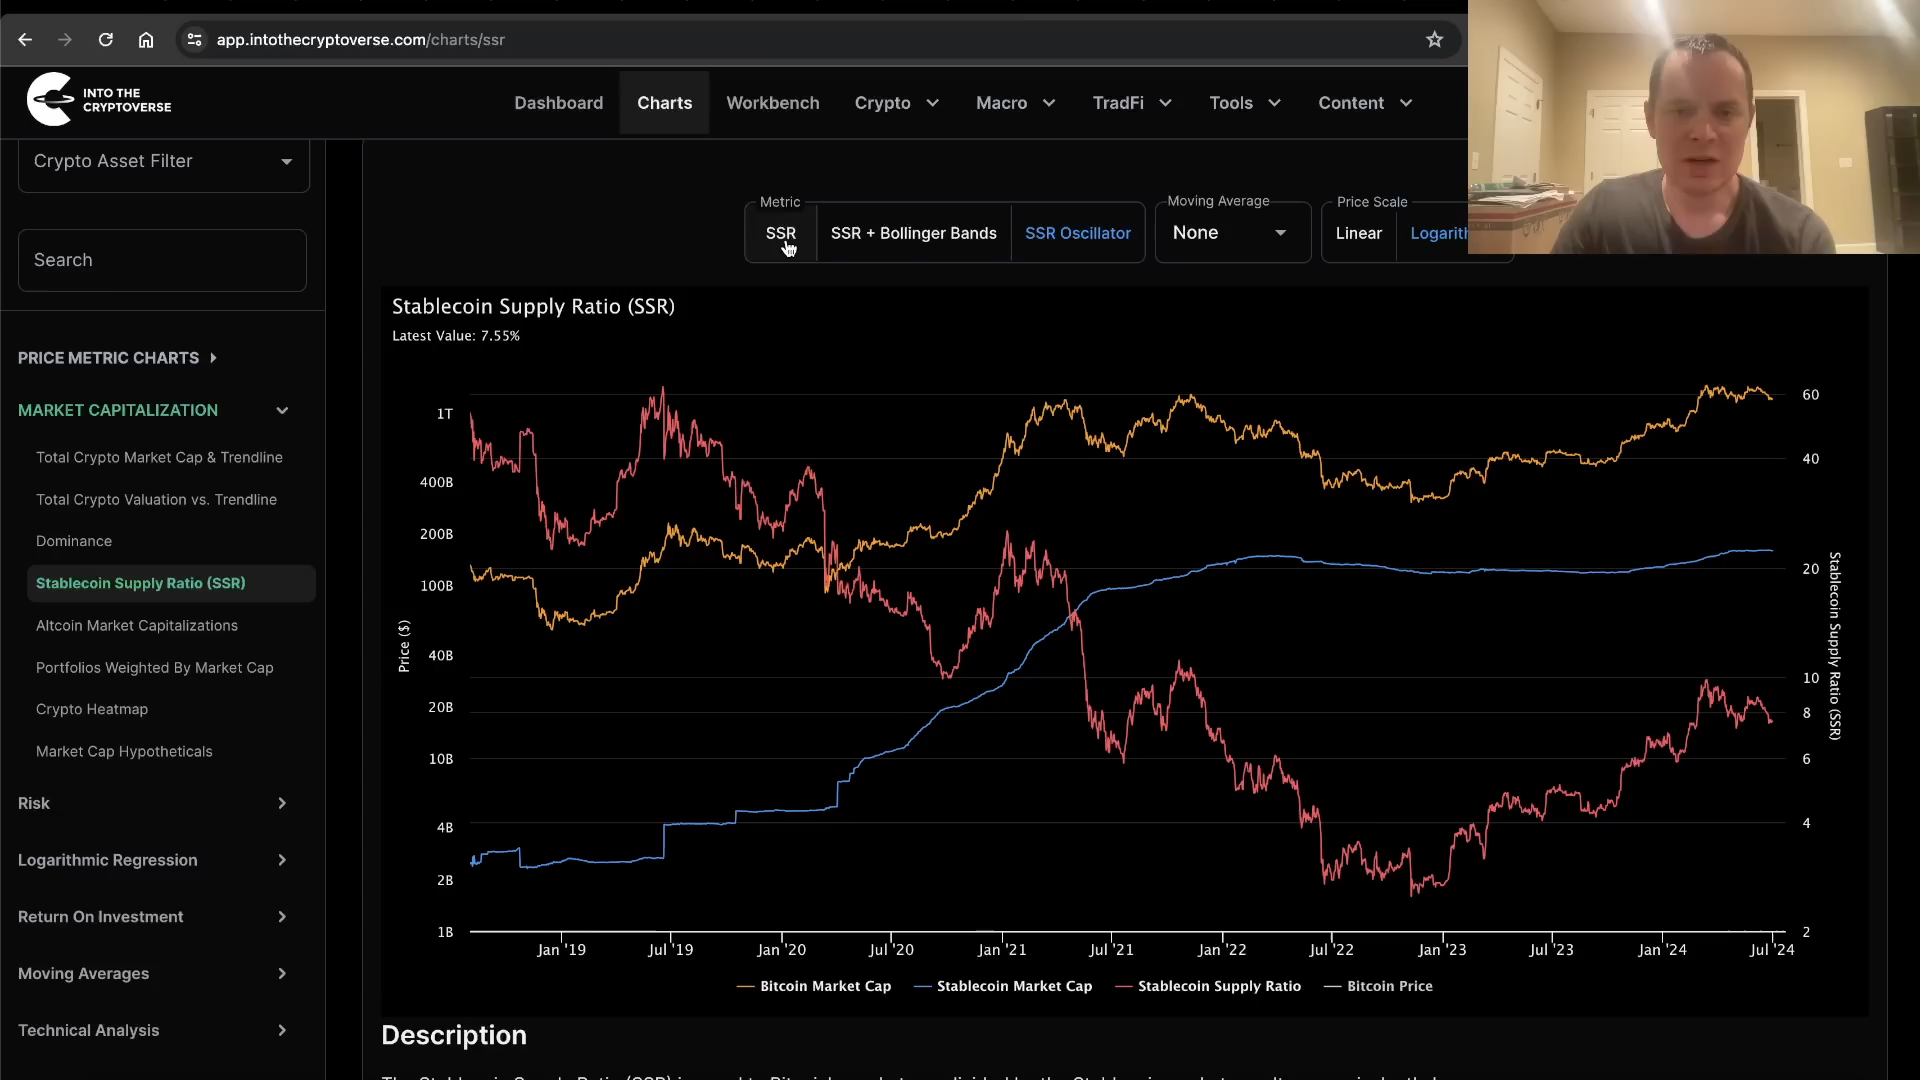 app.intothecryptoverse.com/charts/ssr
INTO THE
CRYPTOVERSE
Dashboard
Charts
Workbench
Crypto
Macro
TradFi
Tools
Content
Crypto Asset Filter
Search
PRICE METRIC CHARTS
MARKET CAPITALIZATION
Total Crypto Market Cap & Trendline
Total Crypto Valuation vs. Trendline
Dominance
Stablecoin Supply Ratio (SSR)
Altcoin Market Capitalizations
Portfolios Weighted By Market Cap
Crypto Heatmap
Market Cap Hypotheticals
Risk
Logarithmic Regression
Return On Investment
Moving Averages
Technical Analysis
Metric
SSR
SSR + Bollinger Bands
SSR Oscillator
Moving Average
None
Price Scale
Linear
Logarith
Stablecoin Supply Ratio (SSR)
Latest Value: 7.55%
1T
400B
200B
100B
40B
20B
10B
4B
2B
1B
Price ($)
60
40
20
10
8
6
4
2
Stablecoin Supply Ratio (SSR)
Jan '19
Jul '19
Jan '20
Jul '20
Jan '21
Jul '21
Jan '22
Jul '22
Jan '23
Jul '23
Jan '24
Jul '24
Bitcoin Market Cap
Stablecoin Market Cap
Stablecoin Supply Ratio
Bitcoin Price
Description